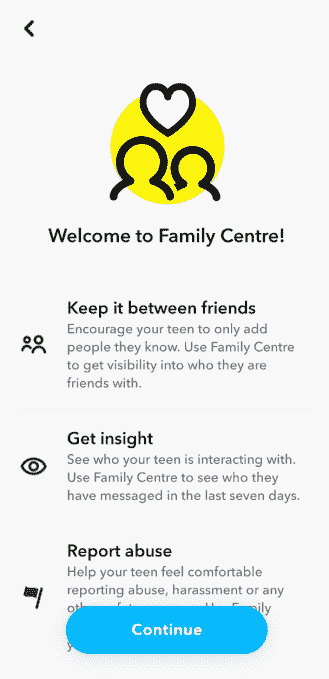 Welcome to Family Centre!
Keep it between friends
Encourage your teen to only add
people they know. Use Family Centre
to get visibility into who they are
friends with.
Get insight
See who your teen is interacting with.
Use Family Centre to see who they
have messaged in the last seven days.
Report abuse
Help your teen feel comfortable
reporting abuse, harassment or any
Family
Continue